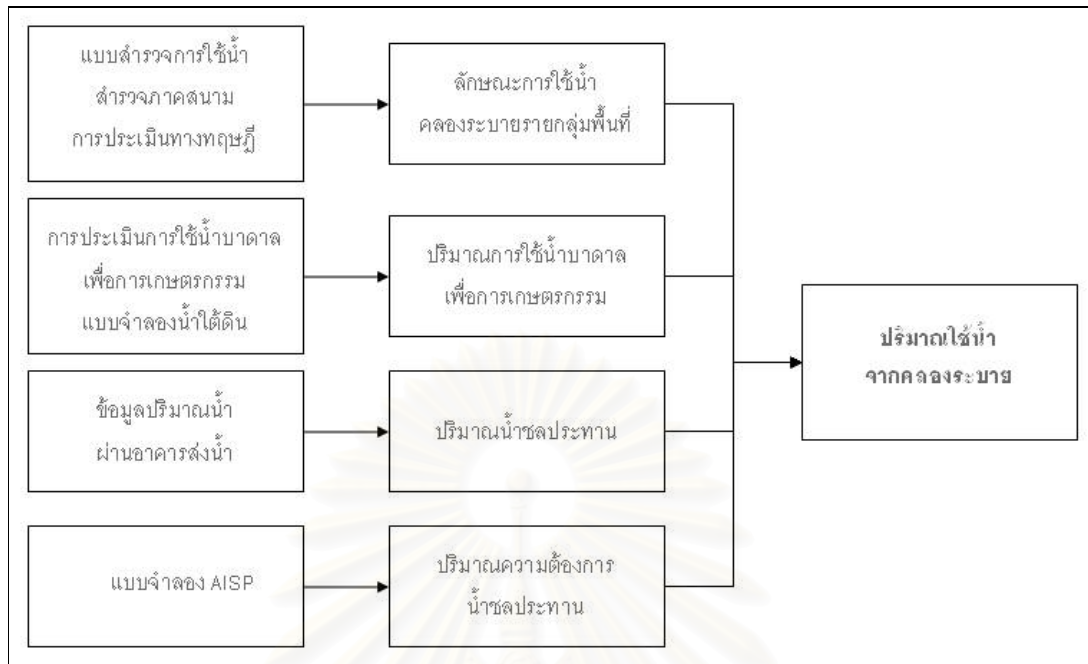 แบบสำรวจการใช้น้ำ
สำรวจภาคสนาม
การประเมินทางทฤษฎี
ลักษณะการใช้น้ำ
คลองระบายรายกลุ่มพื้นที่
การประเมินการใช้น้ำบาดาล
เพื่อการเกษตรกรรม
แบบจำลองน้ำใต้ดิน
ปริมาณการใช้น้ำบาดาล
เพื่อการเกษตรกรรม
ข้อมูลปริมาณน้ำ
ผ่านอาคารส่งน้ำ
ปริมาณน้ำชลประทาน
แบบจำลอง AISP
ปริมาณความต้องการ
น้ำชลประทาน
ปริมาณใช้น้ำ
จากคลองระบาย